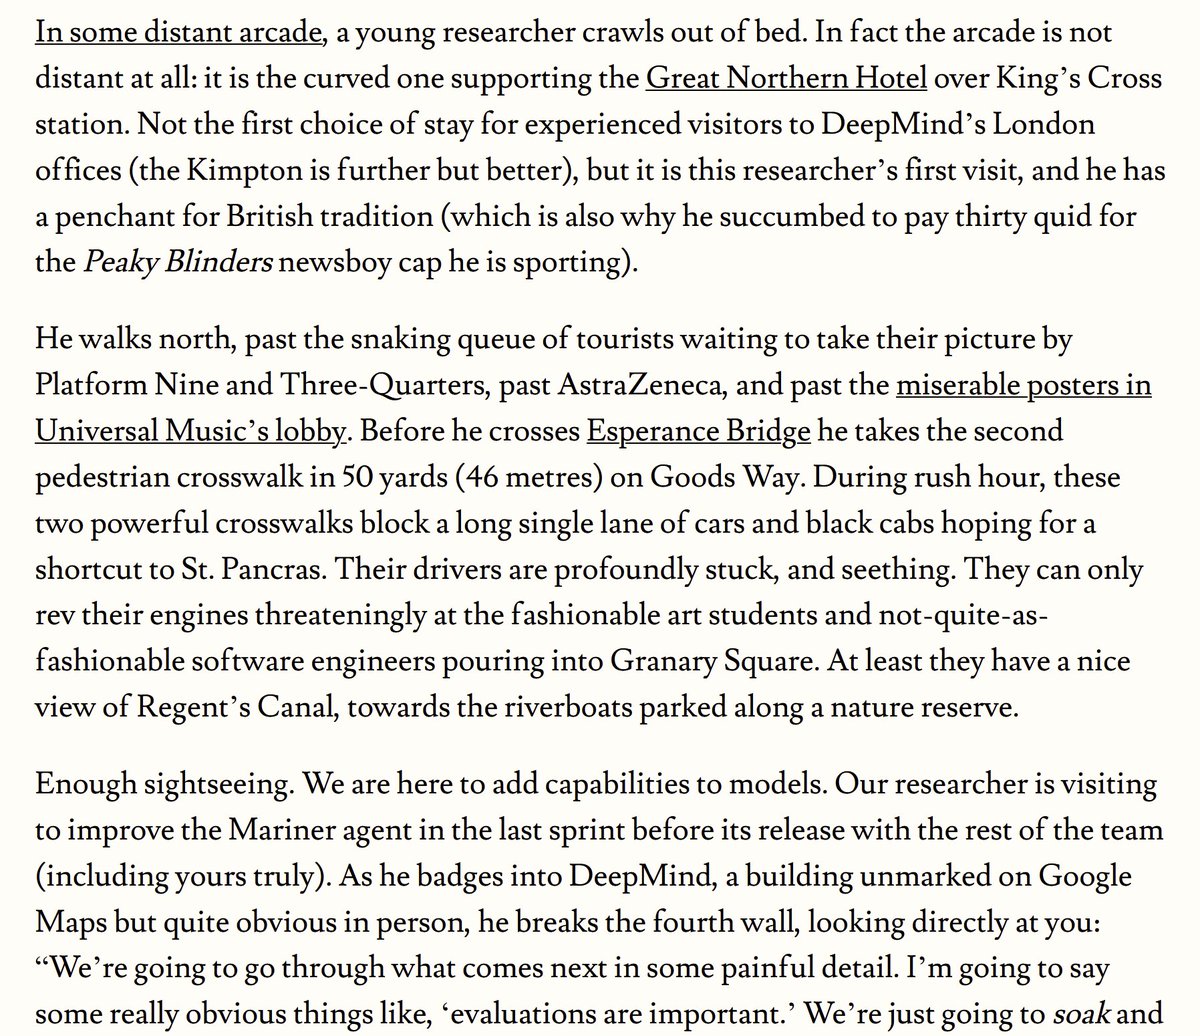 In some distant arcade, a young researcher crawls out of bed. In fact the arcade is not
distant at all: it is the curved one supporting the Great Northern Hotel over King’s Cross
station. Not the first choice of stay for experienced visitors to DeepMind’s London
offices (the Kimpton is further but better), but it is this researcher’s first visit, and he has
a penchant for British tradition (which is also why he succumbed to pay thirty quid for
the Peaky Blinders newsboy cap he is sporting).
He walks north, past the snaking queue of tourists waiting to take their picture by
Platform Nine and Three-Quarters, past AstraZeneca, and past the miserable posters in
Universal Music’s lobby. Before he crosses Esperance Bridge he takes the second
pedestrian crosswalk in 50 yards (46 metres) on Goods Way. During rush hour, these
two powerful crosswalks block a long single lane of cars and black cabs hoping for a
shortcut to St. Pancras. Their drivers are profoundly stuck, and seething. They can only
rev their engines threateningly at the fashionable art students and not-quite-as-
fashionable software engineers pouring into Granary Square. At least they have a nice
view of Regent’s Canal, towards the riverboats parked along a nature reserve.
Enough sightseeing. We are here to add capabilities to models. Our researcher is visiting
to improve the Mariner agent in the last sprint before its release with the rest of the team
(including yours truly). As he badges into DeepMind, a building unmarked on Google
Maps but quite obvious in person, he breaks the fourth wall, looking directly at you:
“We’re going to go through what comes next in some painful detail. I’m going to say
some really obvious things like, ‘evaluations are important.’ We’re just going to soak and